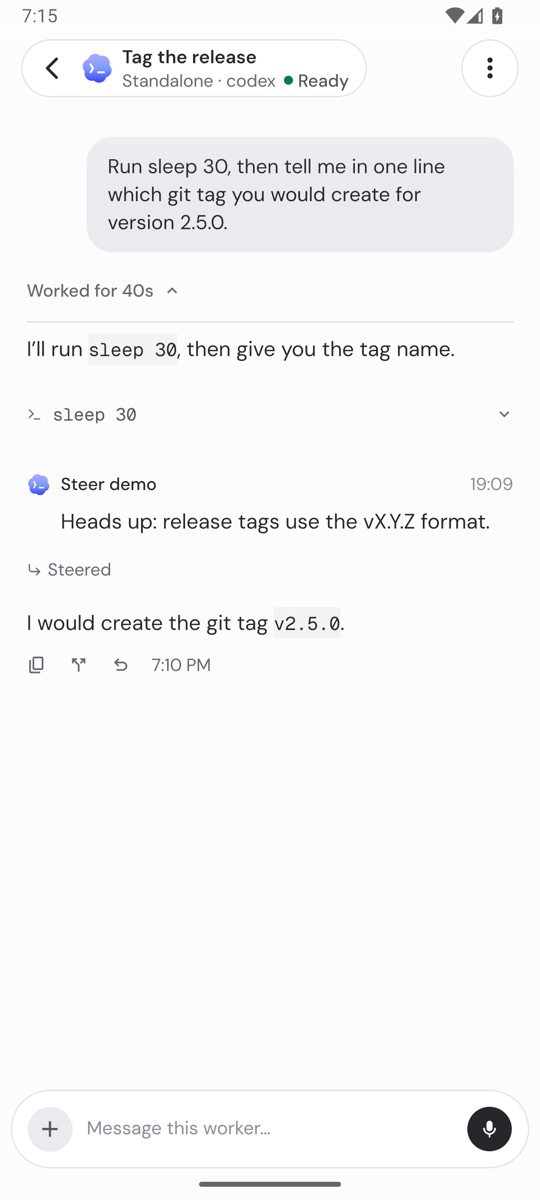 7:15
Tag the release
Standalone · codex ● Ready
Run sleep 30, then tell me in one line
which git tag you would create for
version 2.5.0.
Worked for 40s
I'll run sleep 30, then give you the tag name.
sleep 30
Steer demo 19:09
Heads up: release tags use the vX.Y.Z format.
Steered
I would create the git tag v2.5.0.
7:10 PM
Message this worker...